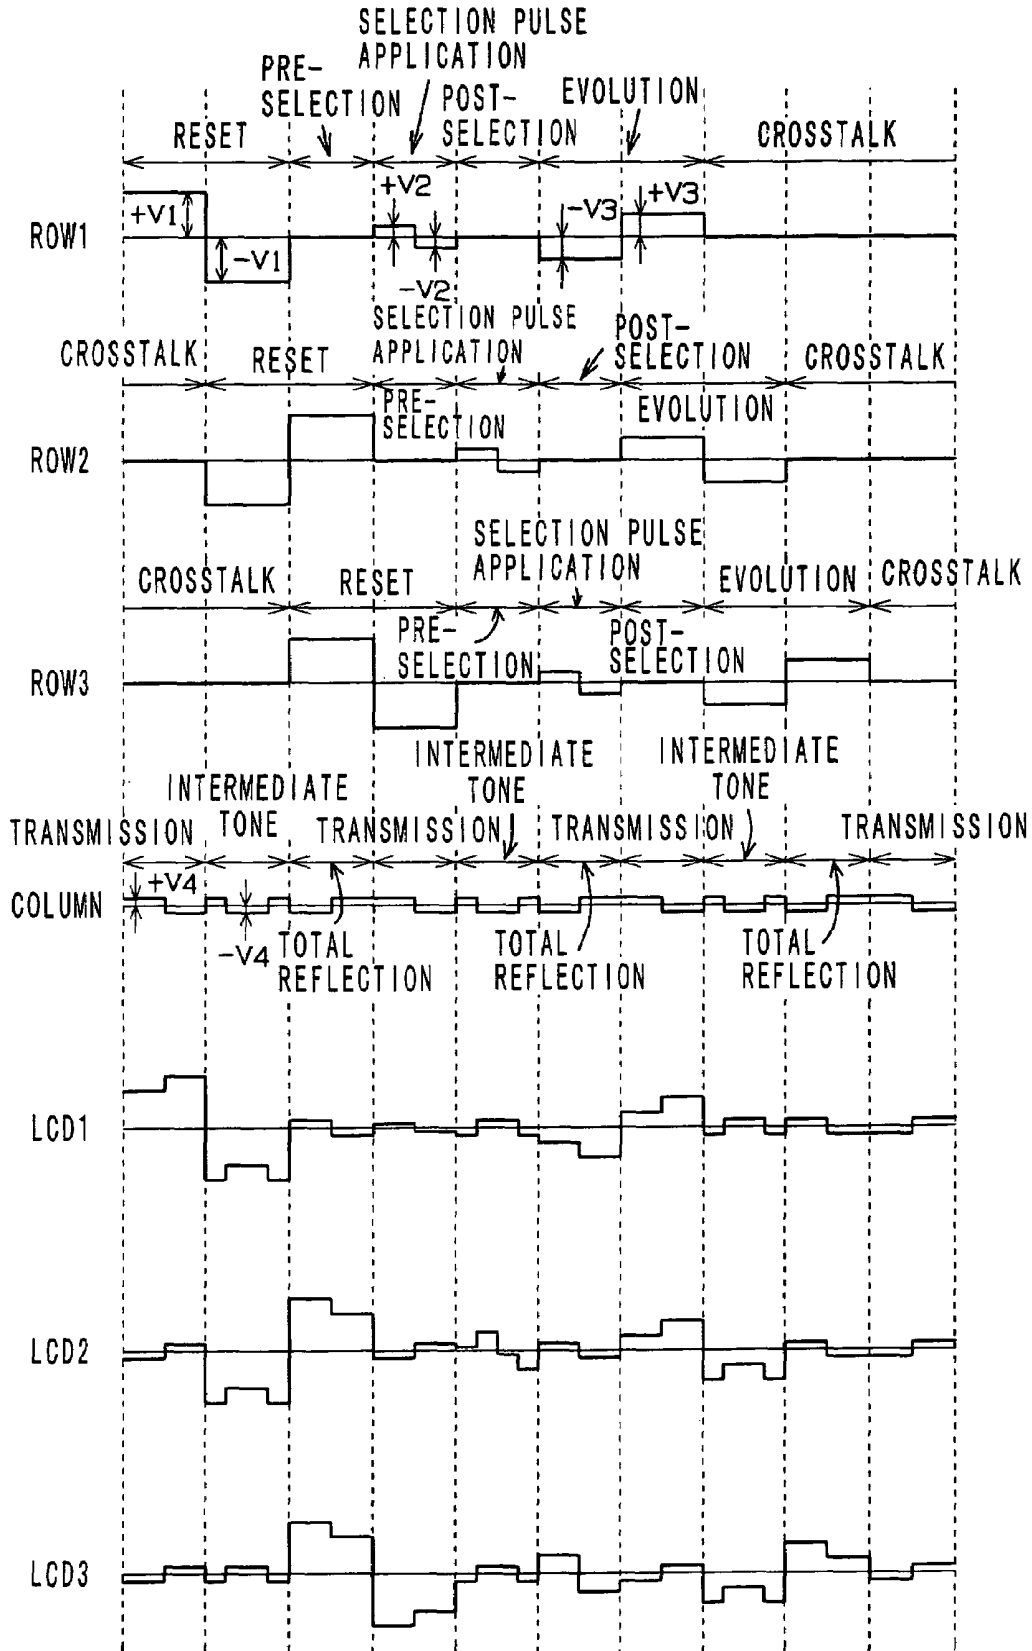 SELECTION PULSE
APPLICATION
PRE-
SELECTION
POST-
SELECTION
EVOLUTION
RESET
CROSSTALK
+V1
-V1
+V2
-V2
-V3
+V3
ROW1
SELECTION PULSE
APPLICATION
POST-
SELECTION
CROSSTALK
RESET
CROSSTALK
PRE-
SELECTION
EVOLUTION
ROW2
SELECTION PULSE
APPLICATION
CROSSTALK
RESET
EVOLUTION
CROSSTALK
PRE-
SELECTION
POST-
SELECTION
ROW3
INTERMEDIATE
TONE
INTERMEDIATE
TONE
INTERMEDIATE
TONE
TRANSMISSION
TRANSMISSION
TRANSMISSION
TRANSMISSION
+V4
COLUMN
-V4
TOTAL
REFLECTION
TOTAL
REFLECTION
TOTAL
REFLECTION
LCD1
LCD2
LCD3